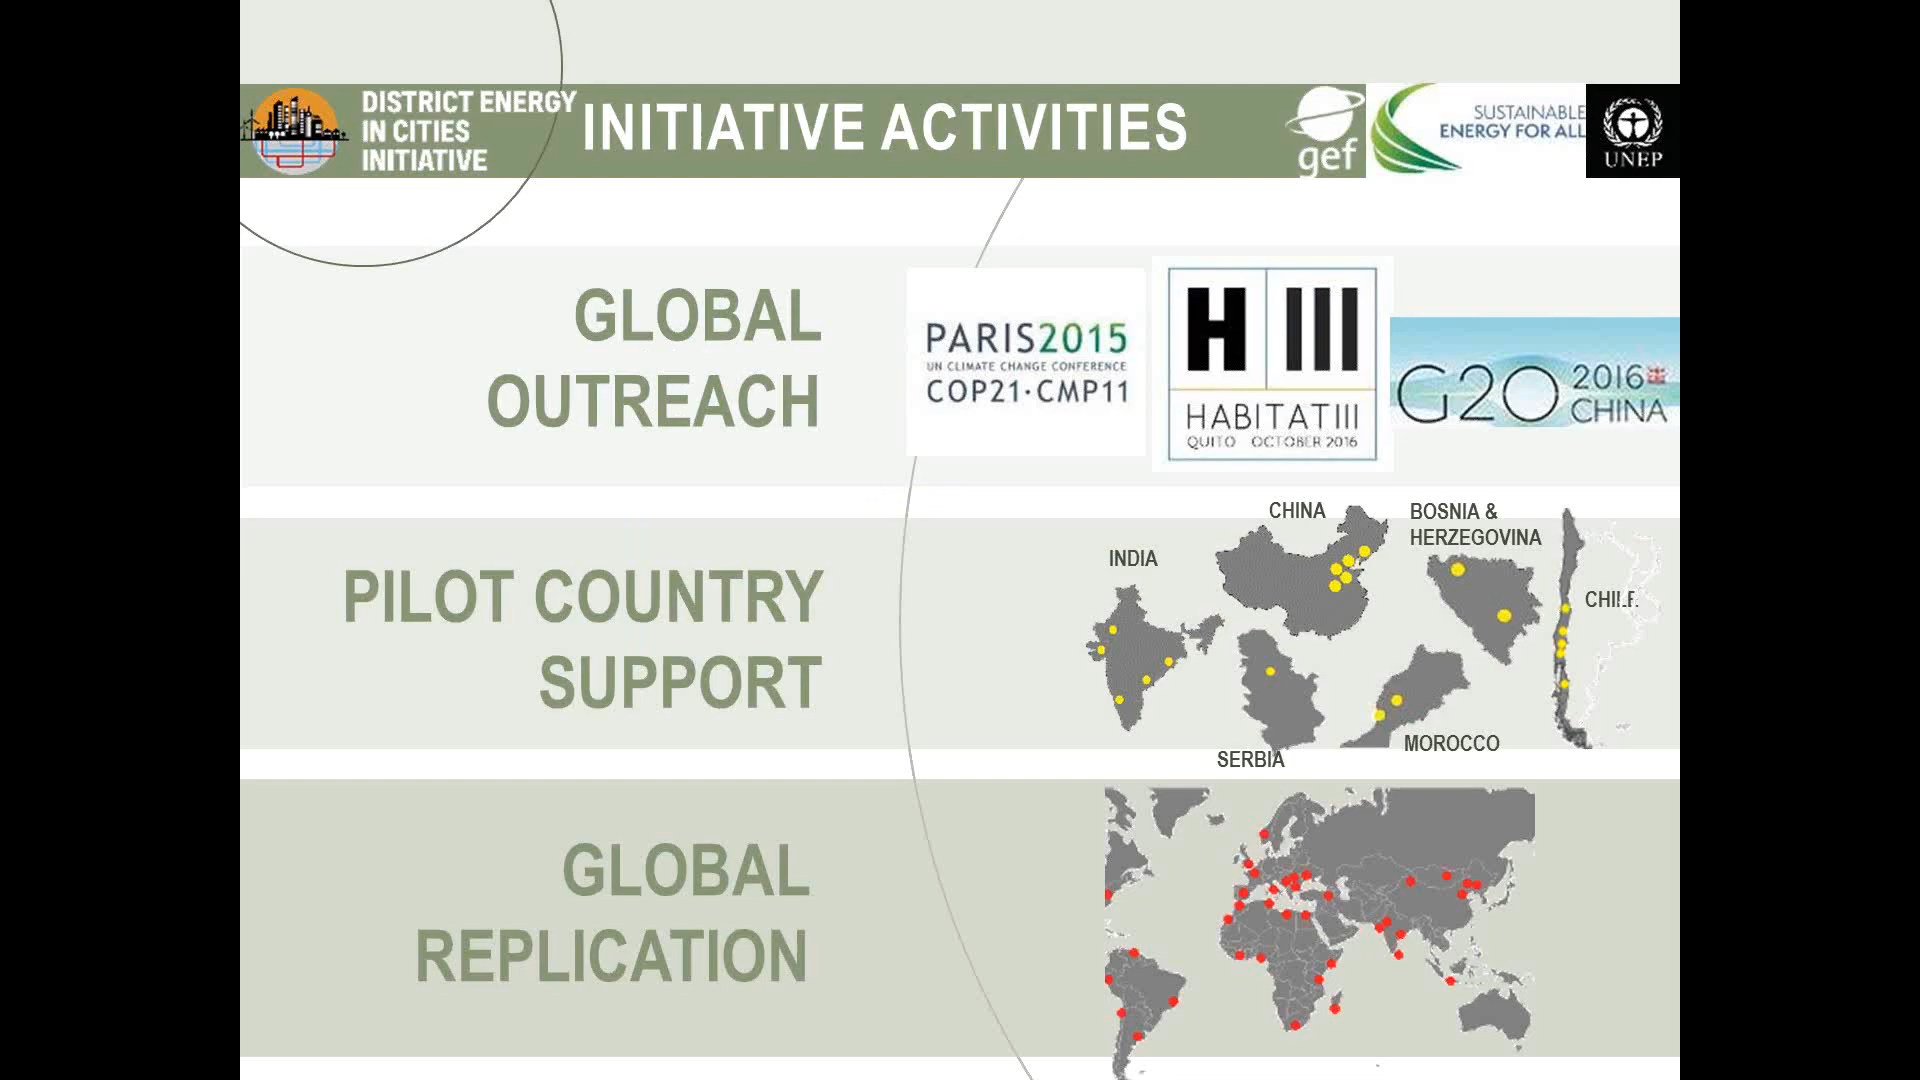 DISTRICT ENERGY
IN CITIES
INITIATIVE
INITIATIVE ACTIVITIES
gef
SUSTAINABLE
ENERGY FOR ALL
UNEP
GLOBAL
OUTREACH
PARIS2015
UN CLIMATE CHANGE CONFERENCE
COP21·CMP11
H III
HABITAT III
QUITO OCTOBER 2016
G20 2016
CHINA
PILOT COUNTRY
SUPPORT
INDIA
CHINA
BOSNIA &
HERZEGOVINA
CHILE
SERBIA
MOROCCO
GLOBAL
REPLICATION